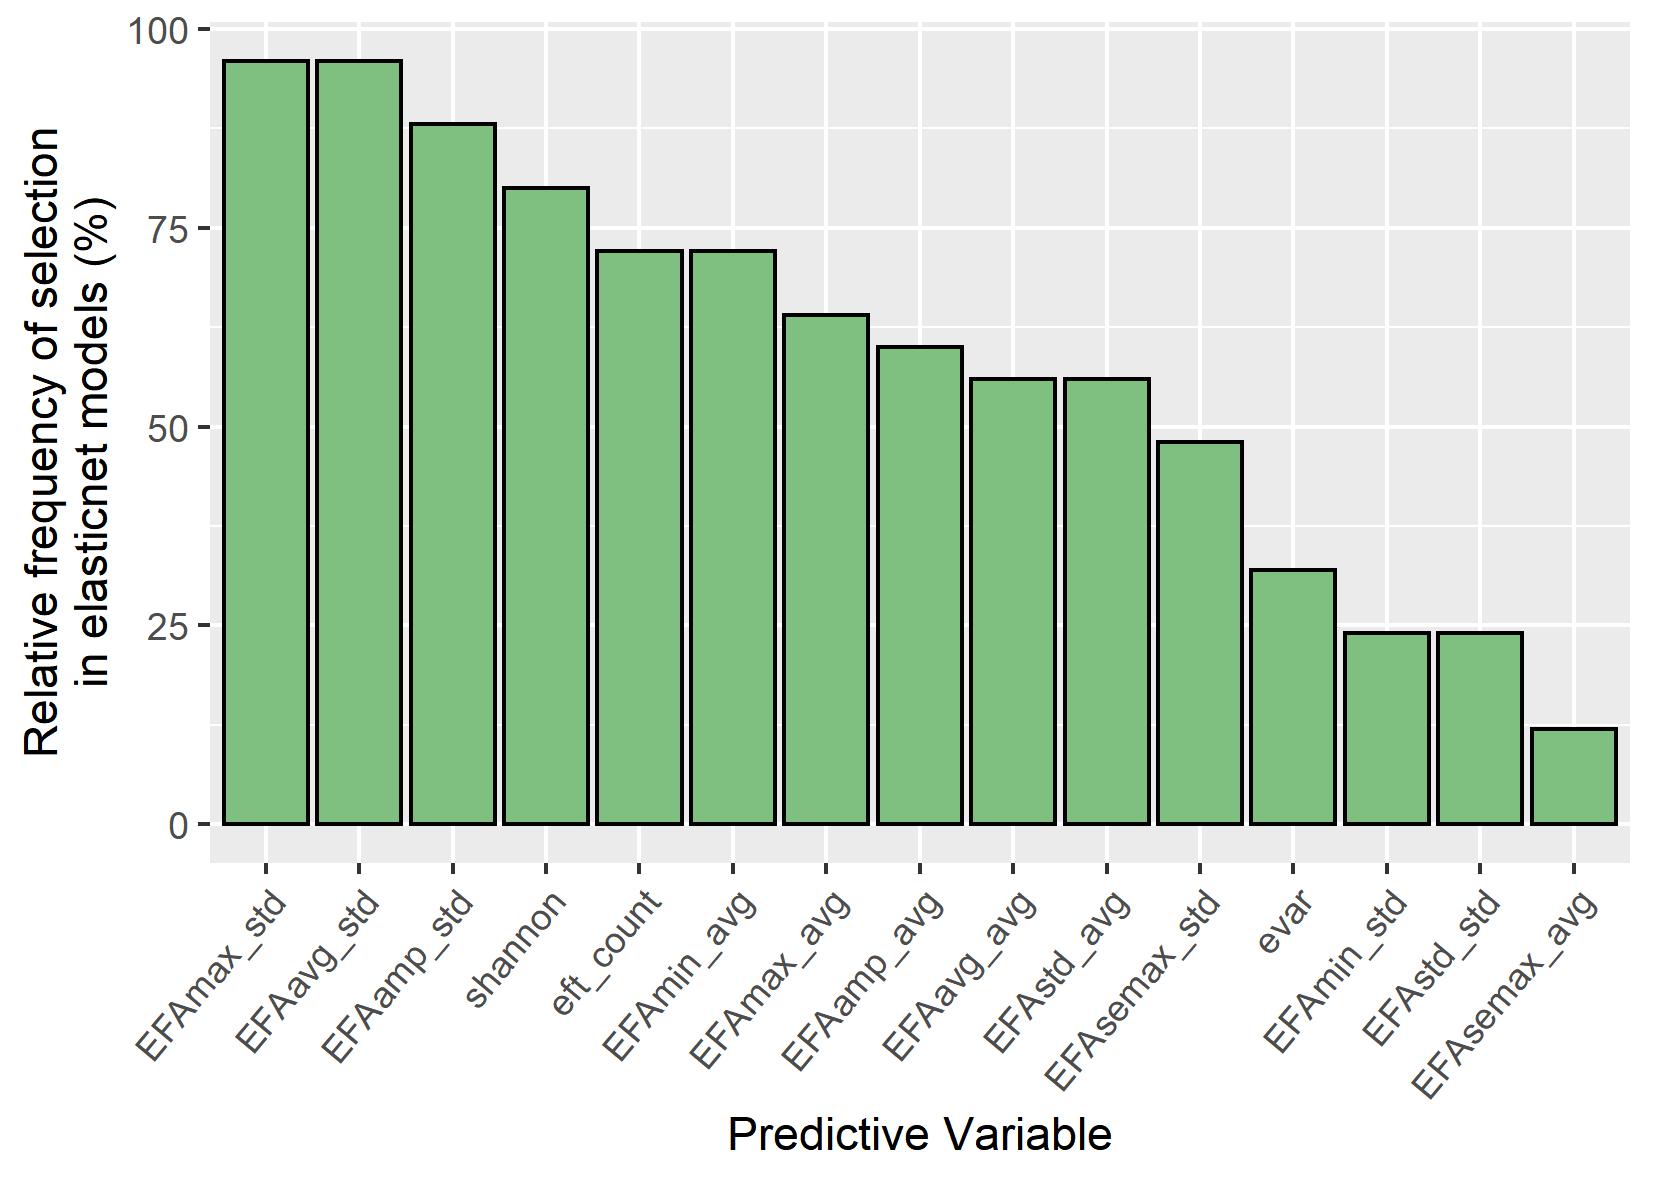 Relative frequency of selection
in elasticnet models (%)
100
75
50
25
0
EFAmax_std
EFAavg_std
EFAamp_std
shannon
eft_count
EFAmin_avg
EFAmax_avg
EFAamp_avg
EFAavg_avg
EFAstd_avg
EFAsemax_std
evar
EFAmin_std
EFAstd_std
EFAsemax_avg
Predictive Variable